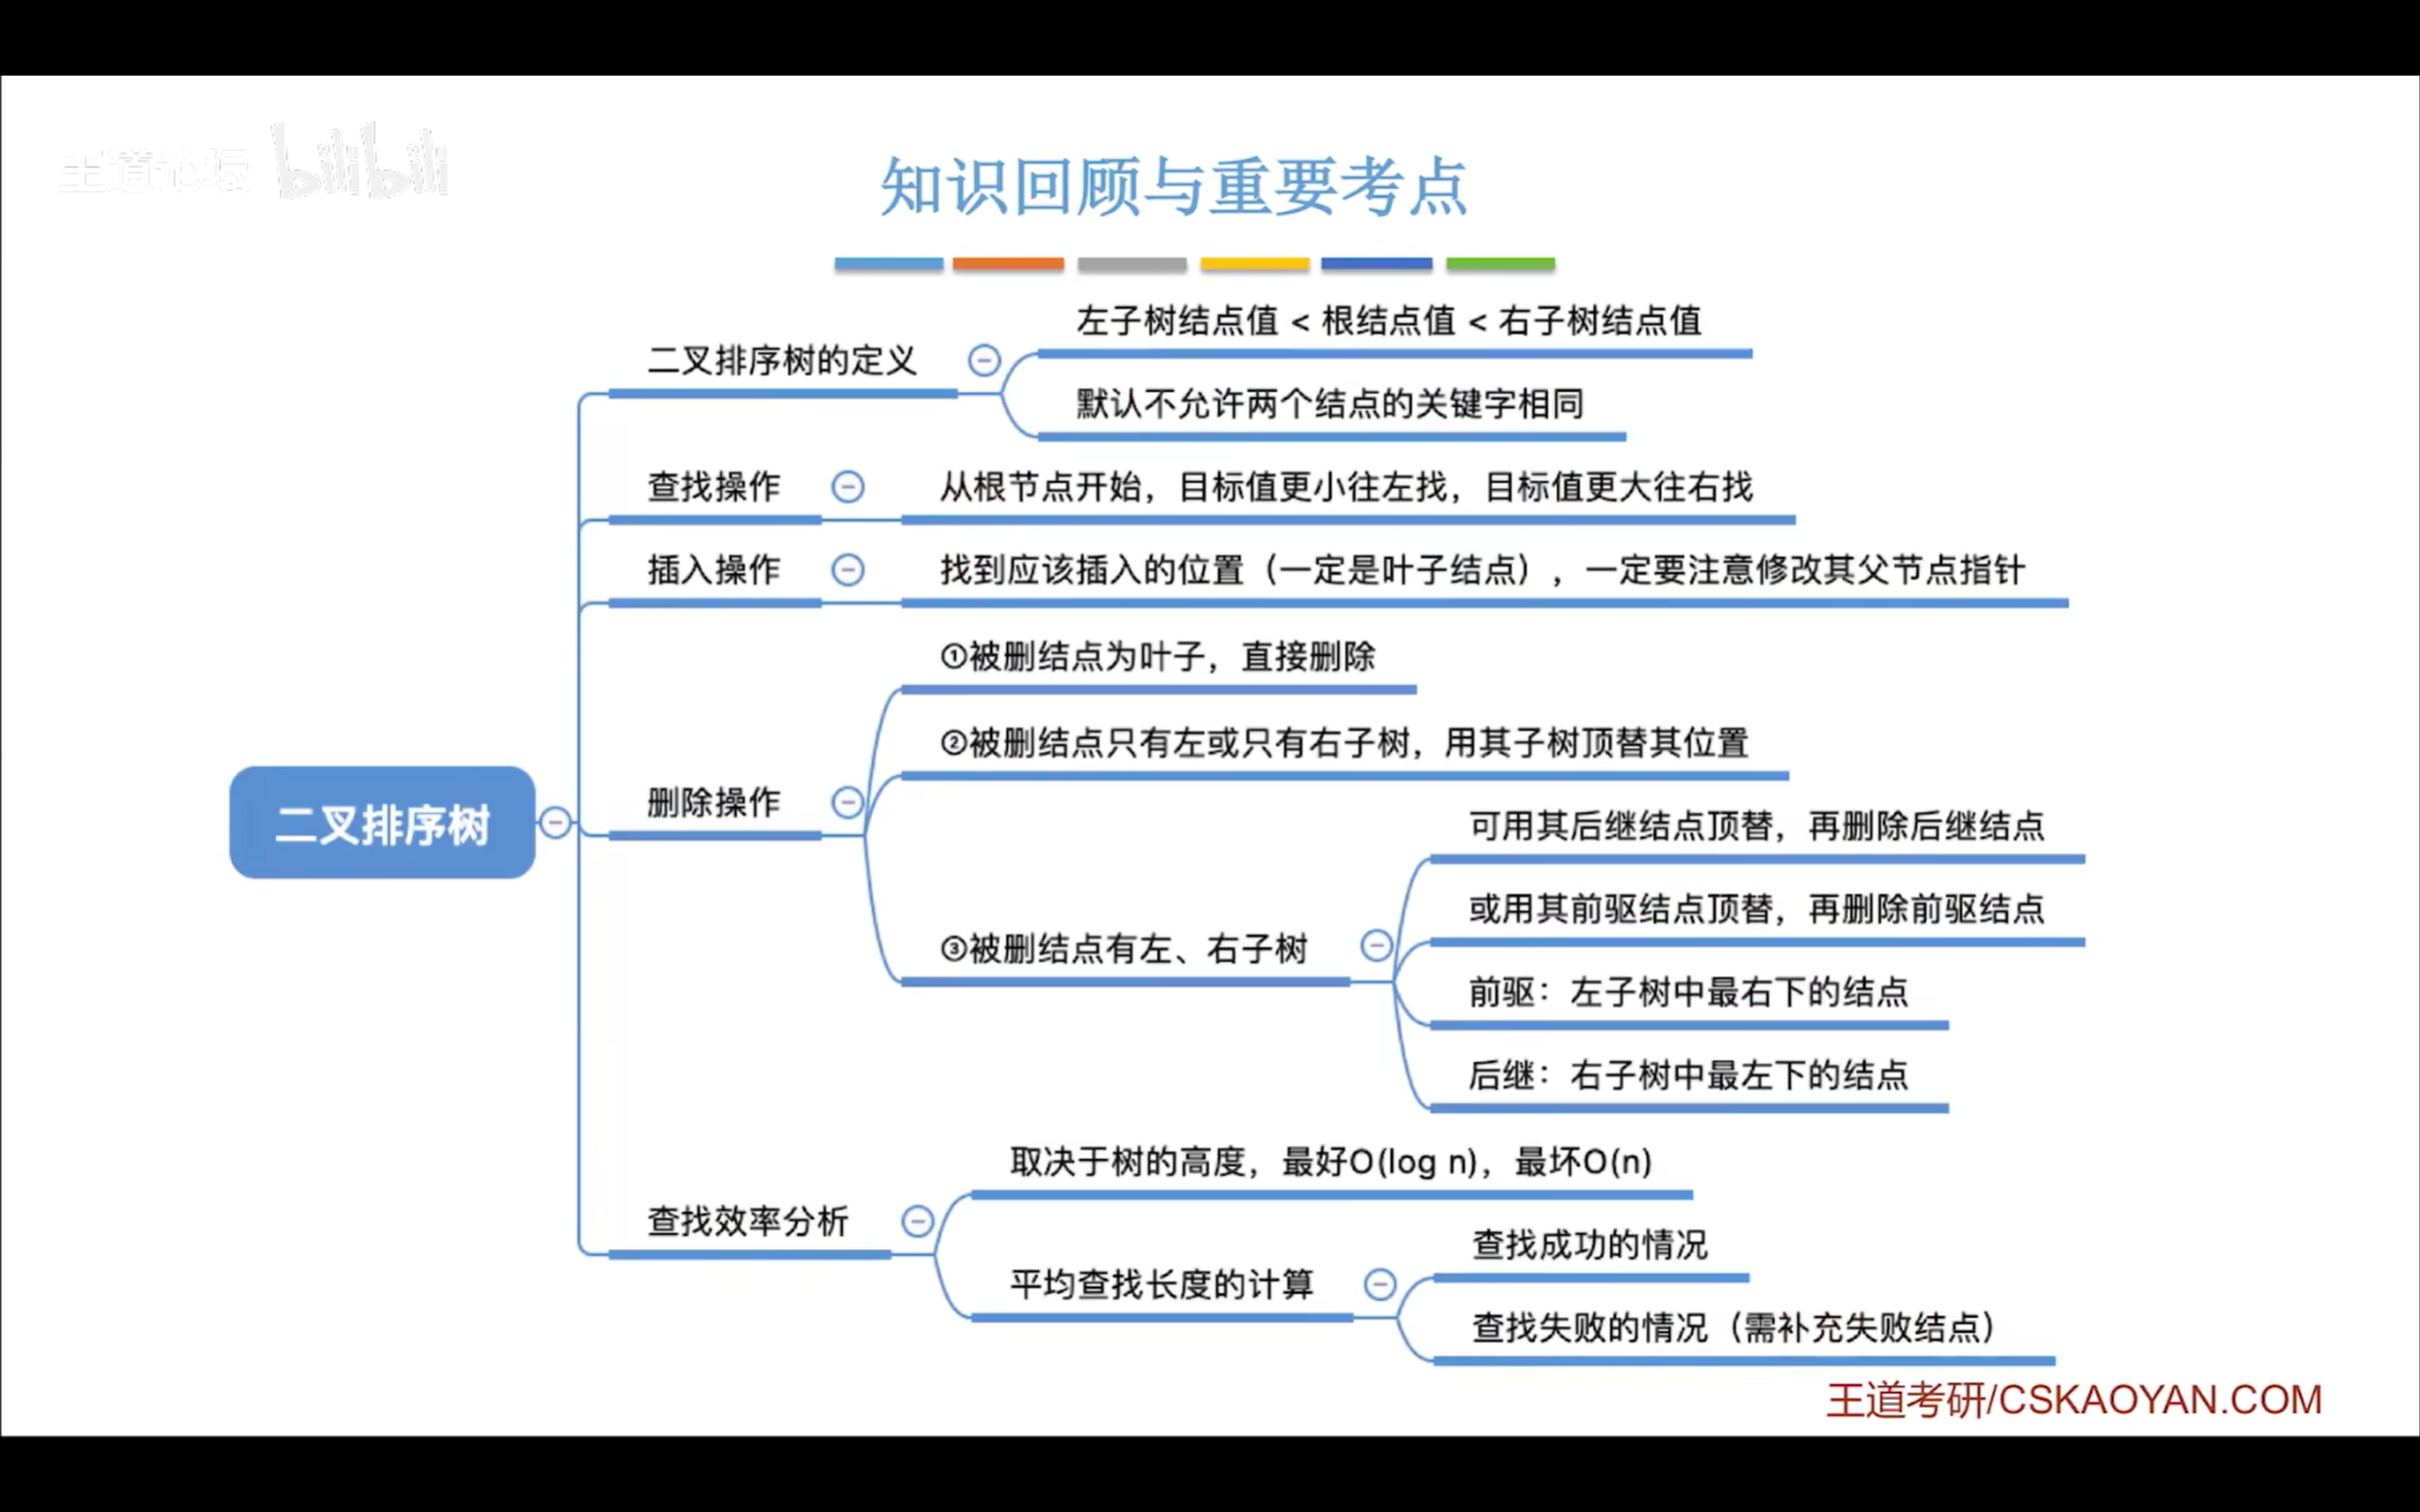 王道论坛 bilibili
知识回顾与重要考点
左子树结点值 < 根结点值 < 右子树结点值
二叉排序树的定义
默认不允许两个结点的关键字相同
查找操作
从根节点开始，目标值更小往左找，目标值更大往右找
插入操作
找到应该插入的位置（一定是叶子结点），一定要注意修改其父节点指针
①被删结点为叶子，直接删除
②被删结点只有左或只有右子树，用其子树顶替其位置
删除操作
二叉排序树
可用其后继结点顶替，再删除后继结点
或用其前驱结点顶替，再删除前驱结点
③被删结点有左、右子树
前驱：左子树中最右下的结点
后继：右子树中最左下的结点
取决于树的高度，最好O(log n)，最坏O(n)
查找效率分析
查找成功的情况
平均查找长度的计算
查找失败的情况（需补充失败结点）
王道考研/CSKAOYAN.COM